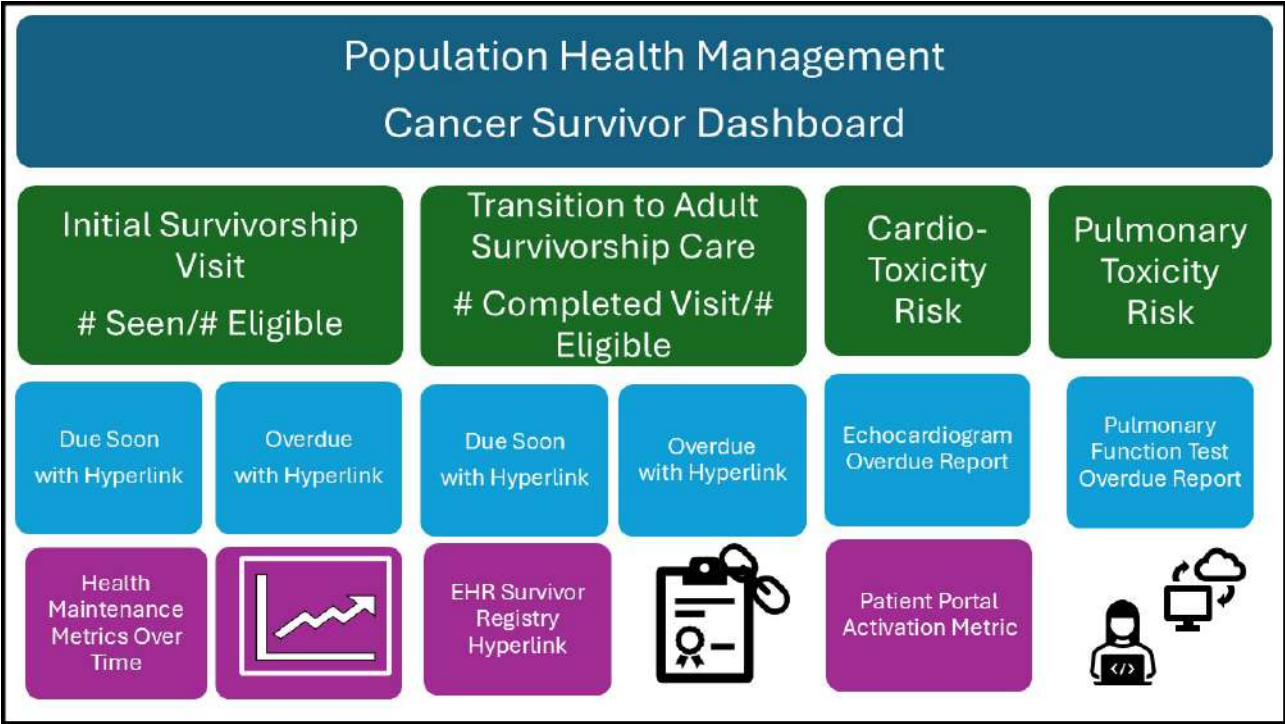 Population Health Management
Cancer Survivor Dashboard
Initial Survivorship
Visit
# Seen/# Eligible
Transition to Adult
Survivorship Care
# Completed Visit/#
Eligible
Cardio-
Toxicity
Risk
Pulmonary
Toxicity
Risk
Due Soon
with Hyperlink
Overdue
with Hyperlink
Due Soon
with Hyperlink
Overdue
with Hyperlink
Echocardiogram
Overdue Report
Pulmonary
Function Test
Overdue Report
Health
Maintenance
Metrics Over
Time
EHR Survivor
Registry
Hyperlink
Patient Portal
Activation Metric
</>